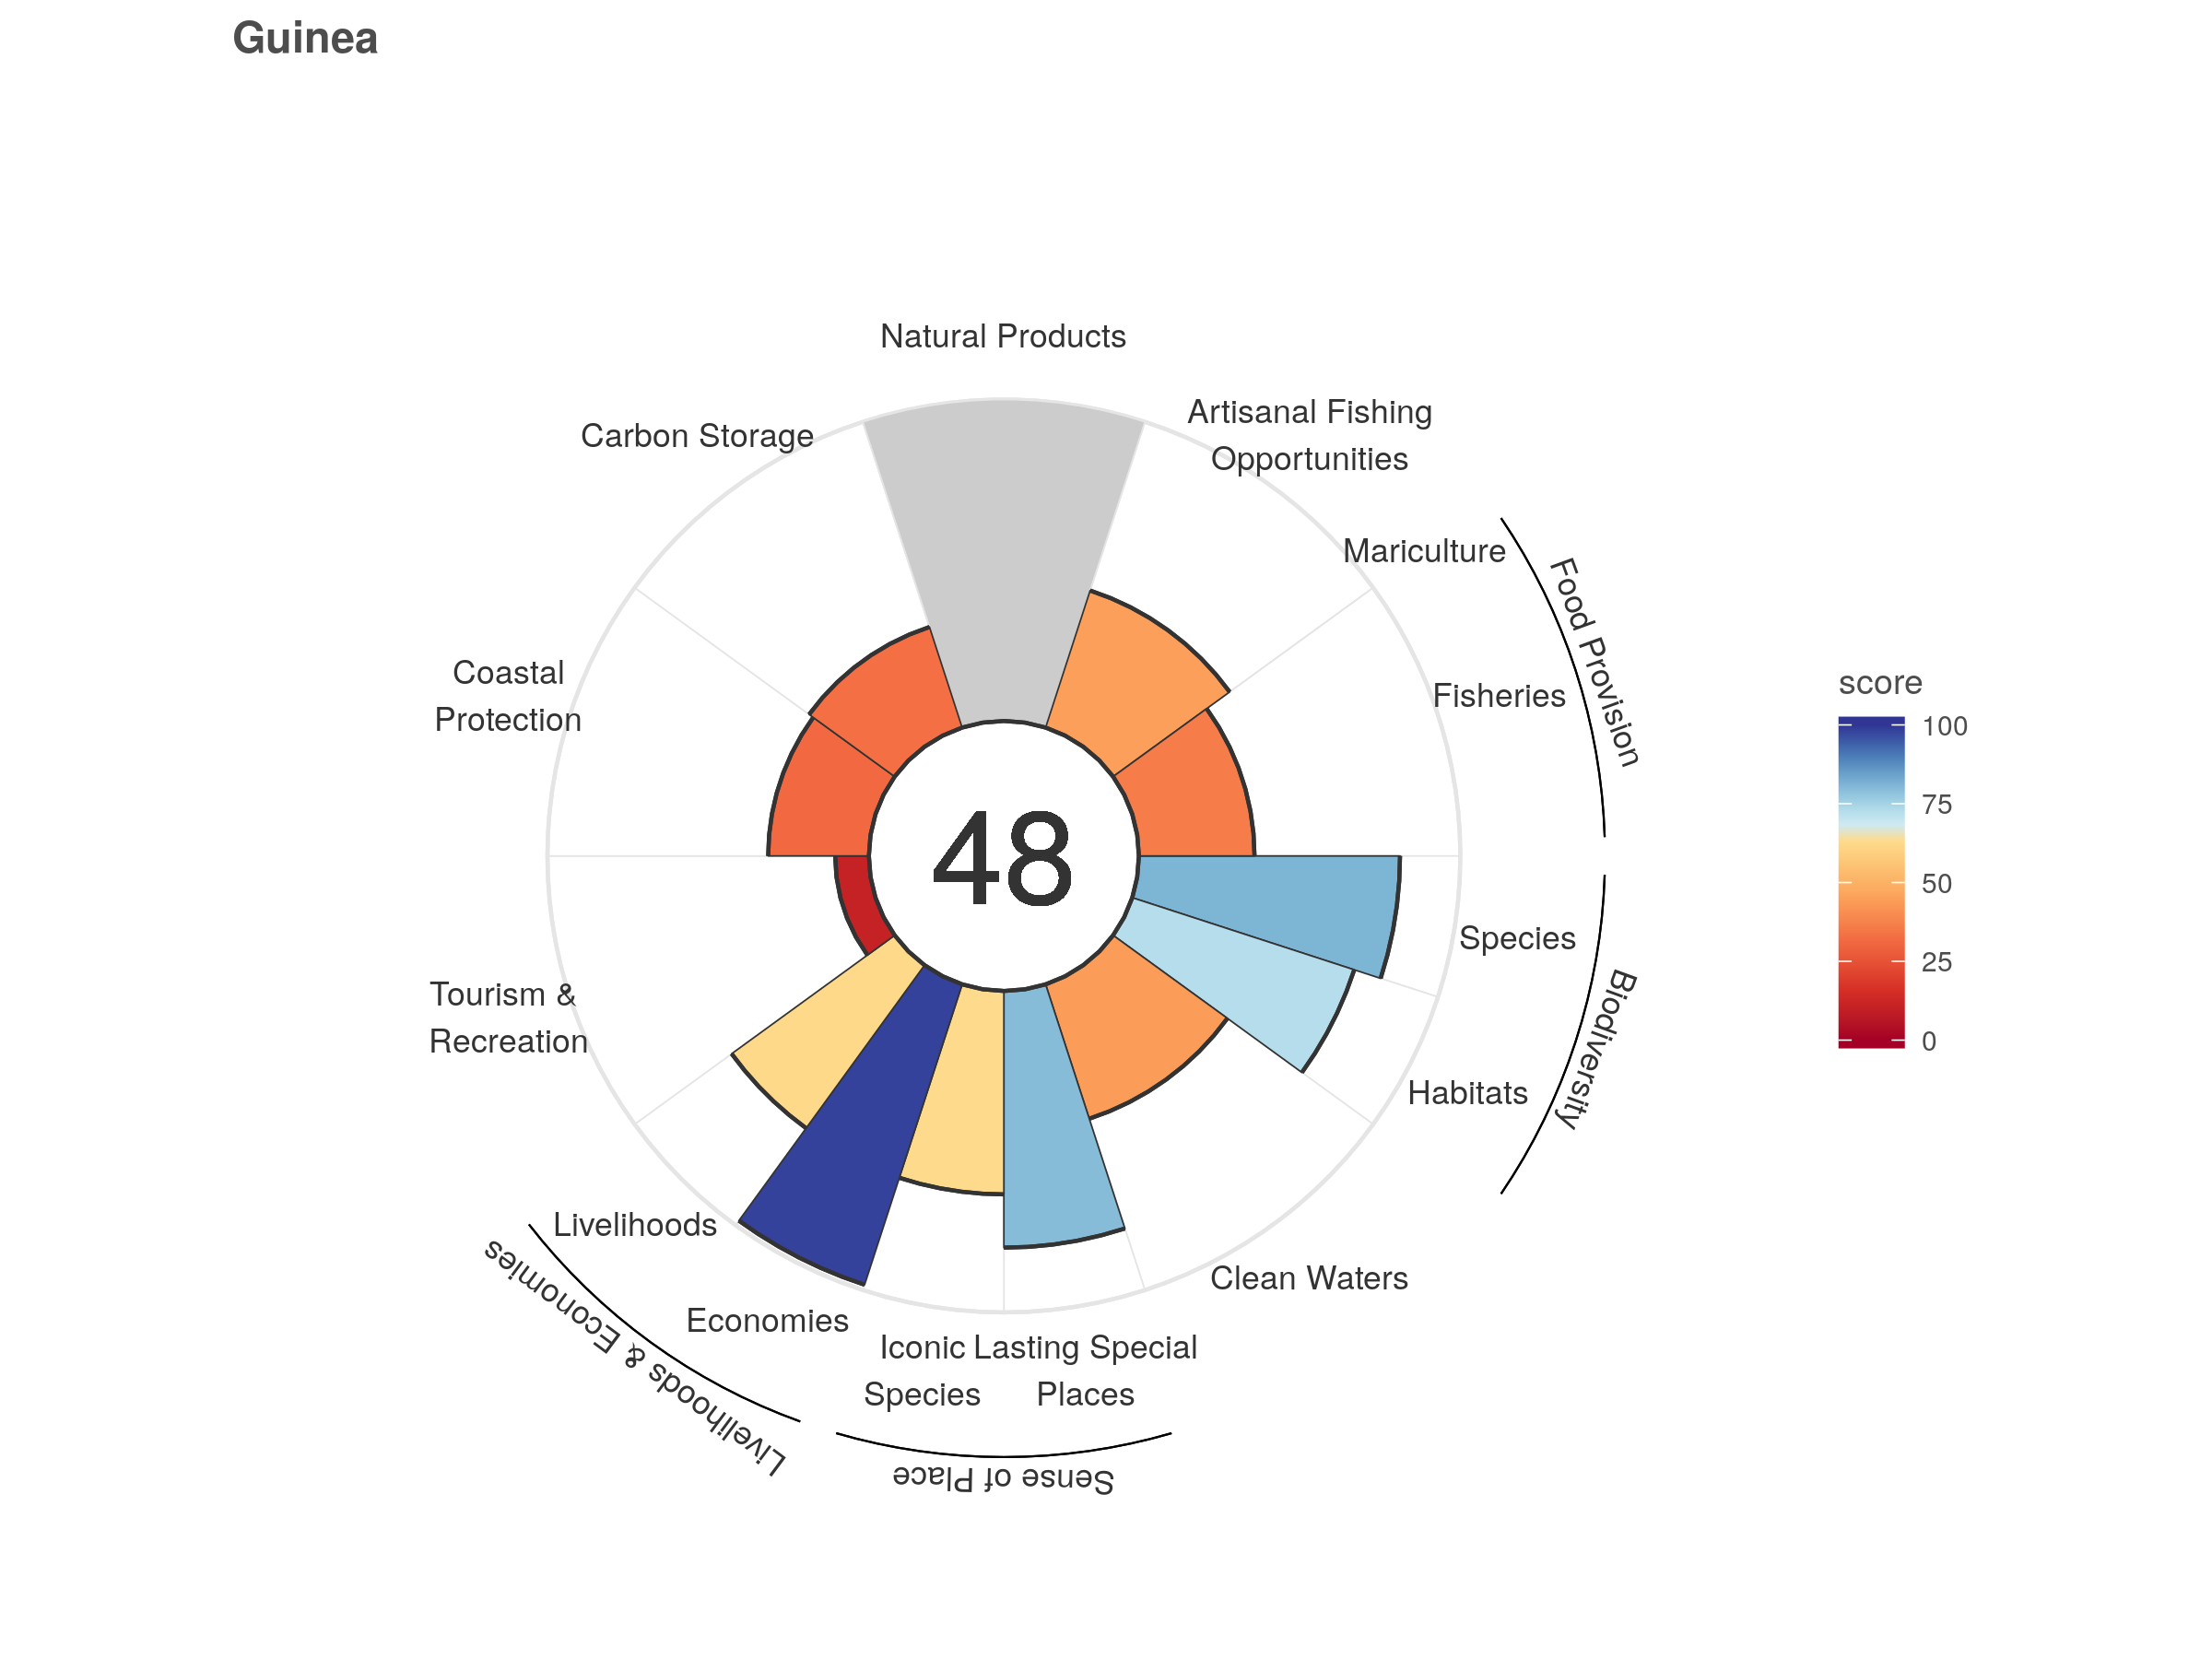 Guinea
Natural Products
Artisanal Fishing
Opportunities
Carbon Storage
Mariculture
Food Provision
Fisheries
Coastal
Protection
48
score
100
75
50
25
0
Species
Biodiversity
Habitats
Tourism &
Recreation
Livelihoods
Livelihoods & Economies
Economies
Clean Waters
Iconic
Species
Lasting Special
Places
Sense of Place